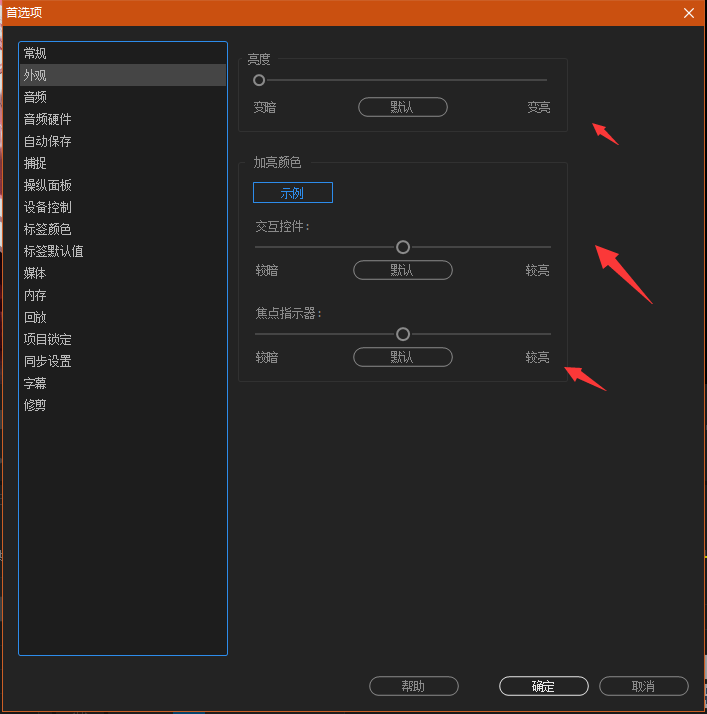 首选项
常规
外观
音频
音频硬件
自动保存
捕捉
操纵面板
设备控制
标签颜色
标签默认值
媒体
内存
回放
项目锁定
同步设置
字幕
修剪
亮度
变暗 默认 变亮
加亮颜色
示例
交互控件:
较暗 默认 较亮
焦点指示器:
较暗 默认 较亮
帮助 确定 取消